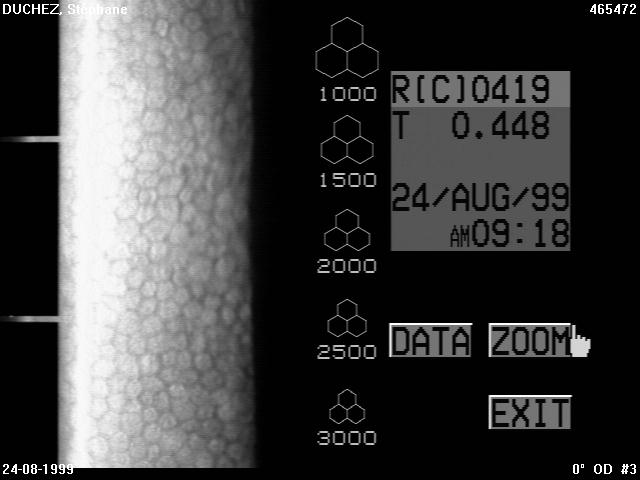 DUCHEZ, Stéphane
465472
1000
1500
2000
2500
3000
R[C]0419
T 0.448
24/AUG/99
AM09:18
DATA ZOOM
EXIT
24-08-1999
0° OD #3